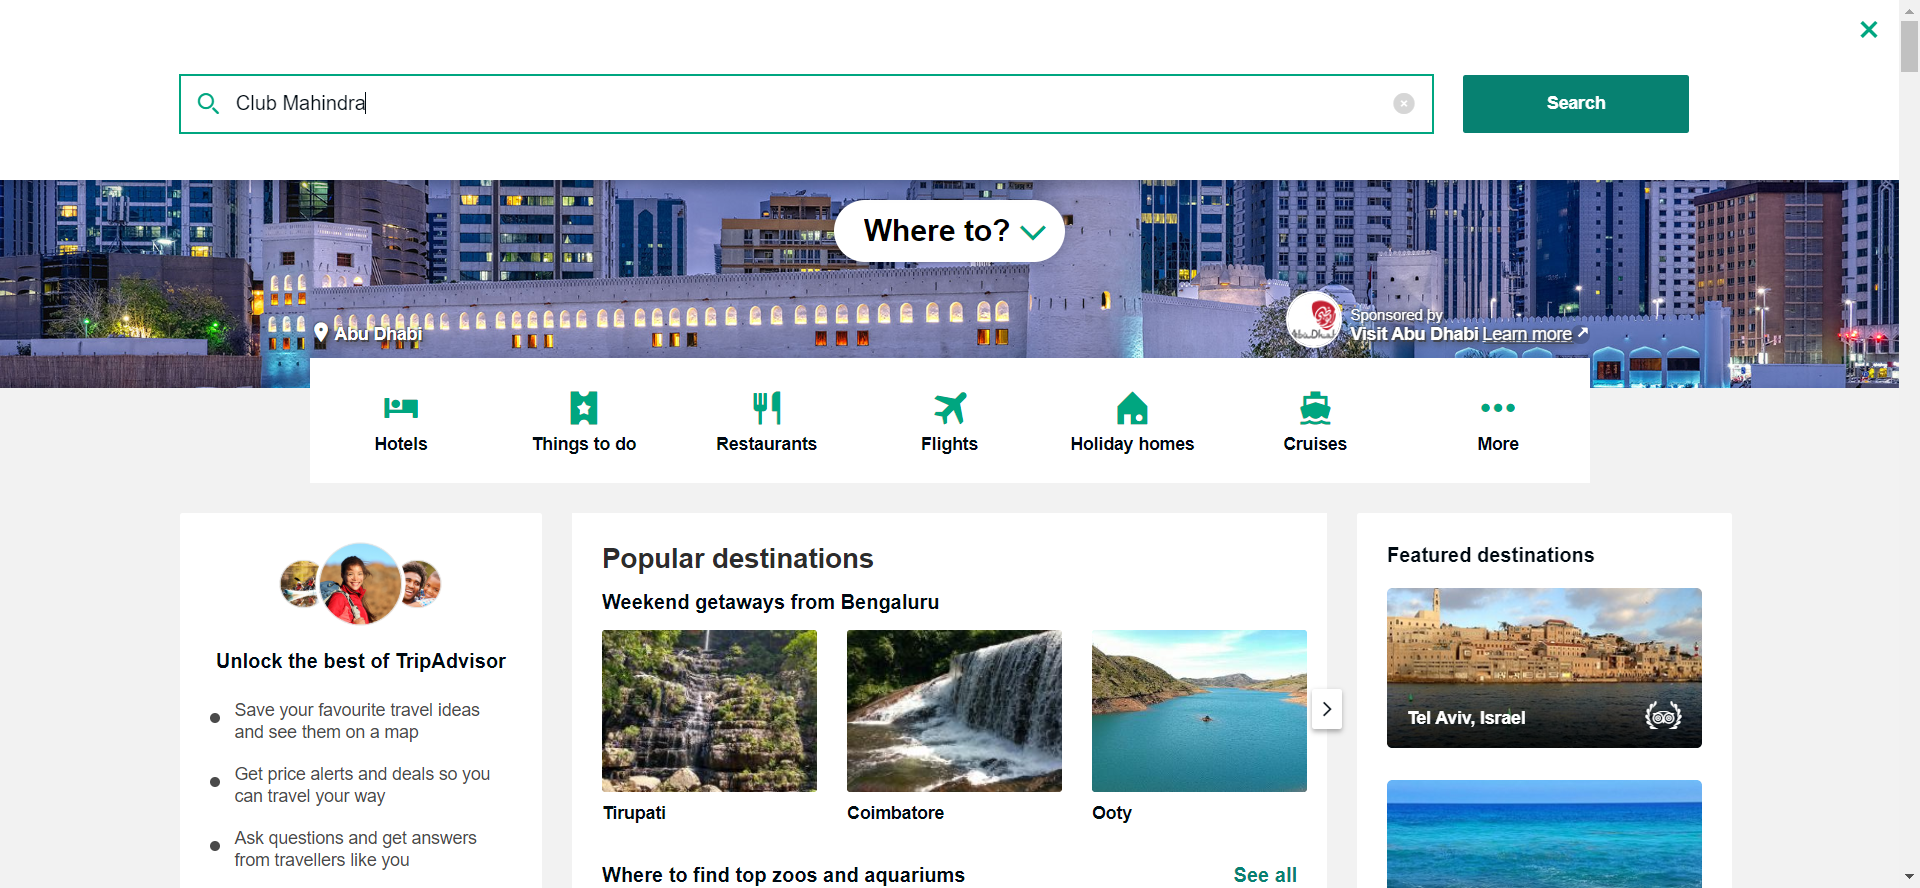 Club Mahindra
Search
Where to?
Abu Dhabi
Sponsored by
Visit Abu Dhabi Learn more
Hotels
Things to do
Restaurants
Flights
Holiday homes
Cruises
More
Unlock the best of TripAdvisor
Save your favourite travel ideas
and see them on a map
Get price alerts and deals so you
can travel your way
Ask questions and get answers
from travellers like you
Popular destinations
Weekend getaways from Bengaluru
Tirupati
Coimbatore
Ooty
Where to find top zoos and aquariums
See all
Featured destinations
Tel Aviv, Israel